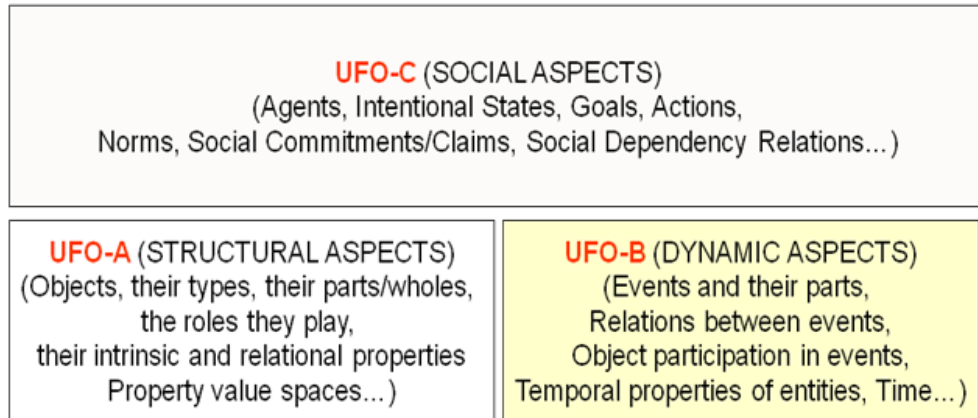 UFO-C (SOCIAL ASPECTS)
(Agents, Intentional States, Goals, Actions,
Norms, Social Commitments/Claims, Social Dependency Relations...)
UFO-A (STRUCTURAL ASPECTS)
(Objects, their types, their parts/wholes,
the roles they play,
their intrinsic and relational properties
Property value spaces...)
UFO-B (DYNAMIC ASPECTS)
(Events and their parts,
Relations between events,
Object participation in events,
Temporal properties of entities, Time...)